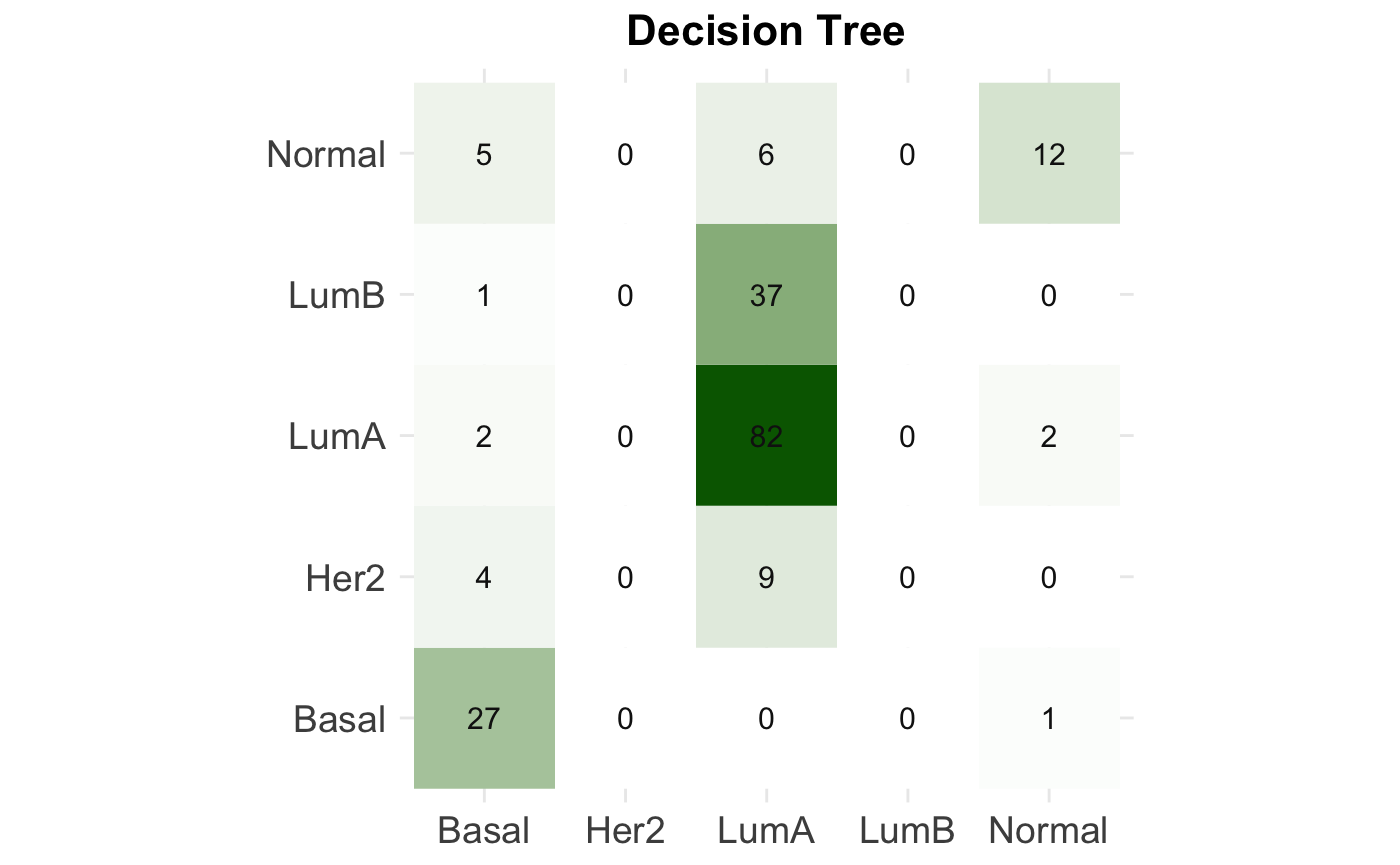 Decision Tree
Normal 5 0 6 0 12
LumB 1 0 37 0 0
LumA 2 0 82 0 2
Her2 4 0 9 0 0
Basal 27 0 0 0 1
Basal Her2 LumA LumB Normal